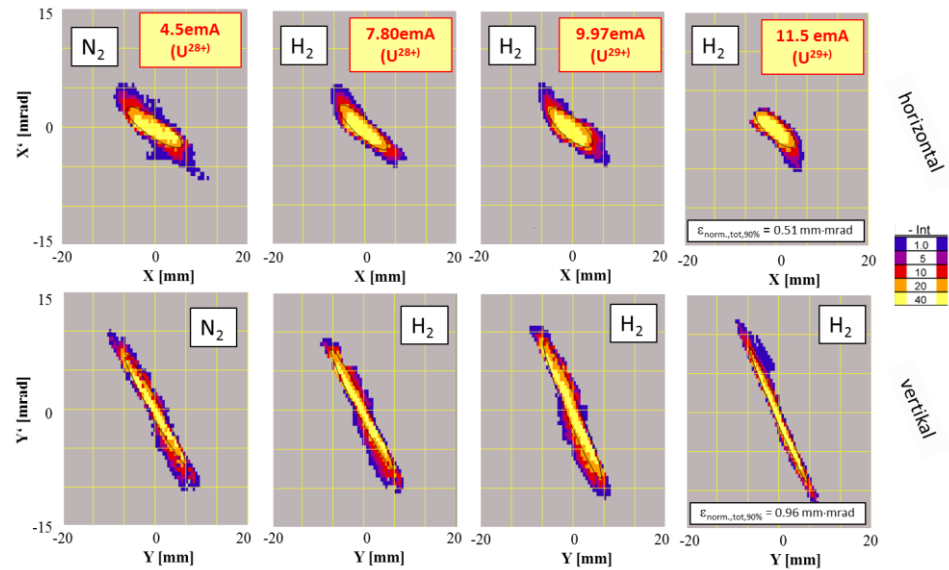 15
0
-15
X' [mrad]
N2
4.5emA
(U28+)
H2
7.80emA
(U28+)
H2
9.97emA
(U29+)
H2
11.5 emA
(U29+)
εnorm.,tot,90% = 0.51 mm·mrad
horizontal
-20
0
20
X [mm]
-20
0
20
X [mm]
-20
0
20
X [mm]
-20
0
20
X [mm]
- Int
1.0
5
10
20
40
15
0
-15
Y' [mrad]
N2
H2
H2
H2
εnorm.,tot,90% = 0.96 mm·mrad
vertikal
-20
0
20
Y [mm]
-20
0
20
Y [mm]
-20
0
20
Y [mm]
-20
0
20
Y [mm]